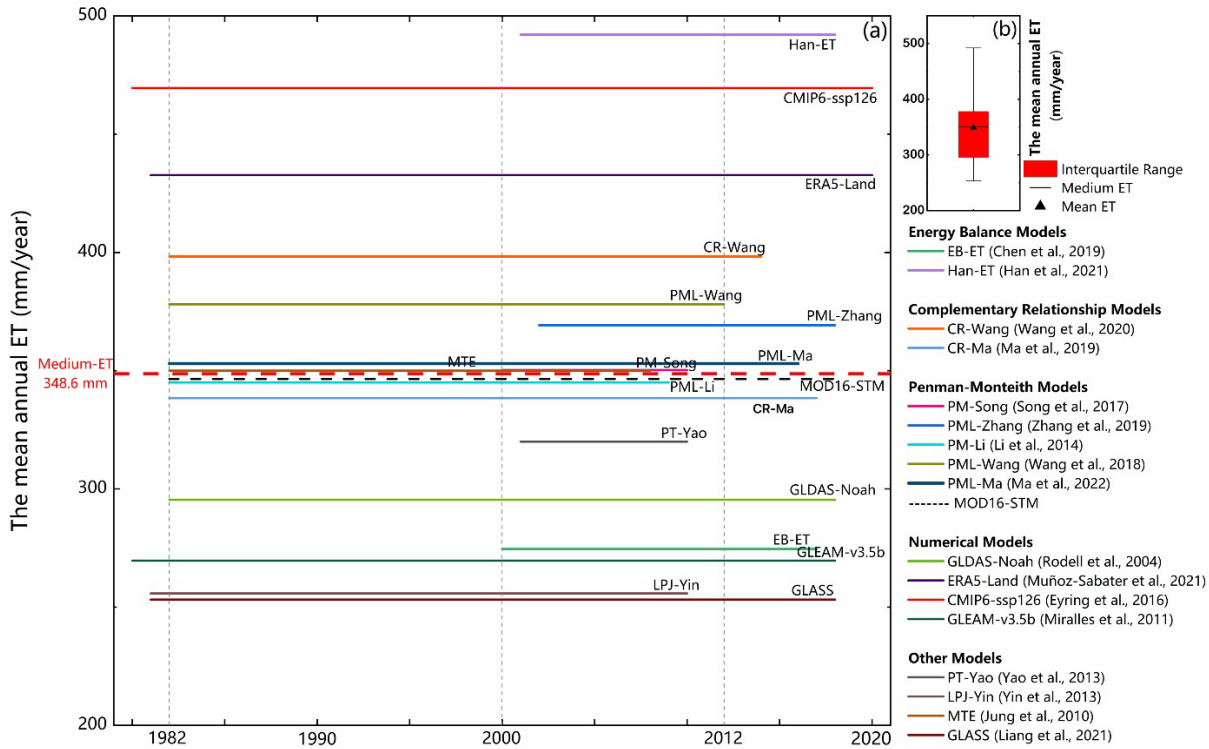 The mean annual ET (mm/year)
500
400
300
200
Medium-ET
348.6 mm
(a)
Han-ET
CMIP6-ssp126
ERA5-Land
CR-Wang
PML-Wang
PML-Zhang
MTE
PM-Song
PML-Ma
PML-Li
MOD16-STM
CR-Ma
PT-Yao
GLDAS-Noah
EB-ET
GLEAM-v3.5b
LPJ-Yin
GLASS
1982
1990
2000
2012
2020
(b)
500
400
300
200
The mean annual ET
(mm/year)
Interquartile Range
Medium ET
Mean ET
Energy Balance Models
EB-ET (Chen et al., 2019)
Han-ET (Han et al., 2021)
Complementary Relationship Models
CR-Wang (Wang et al., 2020)
CR-Ma (Ma et al., 2019)
Penman-Monteith Models
PM-Song (Song et al., 2017)
PML-Zhang (Zhang et al., 2019)
PM-Li (Li et al., 2014)
PML-Wang (Wang et al., 2018)
PML-Ma (Ma et al., 2022)
MOD16-STM
Numerical Models
GLDAS-Noah (Rodell et al., 2004)
ERA5-Land (Muñoz-Sabater et al., 2021)
CMIP6-ssp126 (Eyring et al., 2016)
GLEAM-v3.5b (Miralles et al., 2011)
Other Models
PT-Yao (Yao et al., 2013)
LPJ-Yin (Yin et al., 2013)
MTE (Jung et al., 2010)
GLASS (Liang et al., 2021)